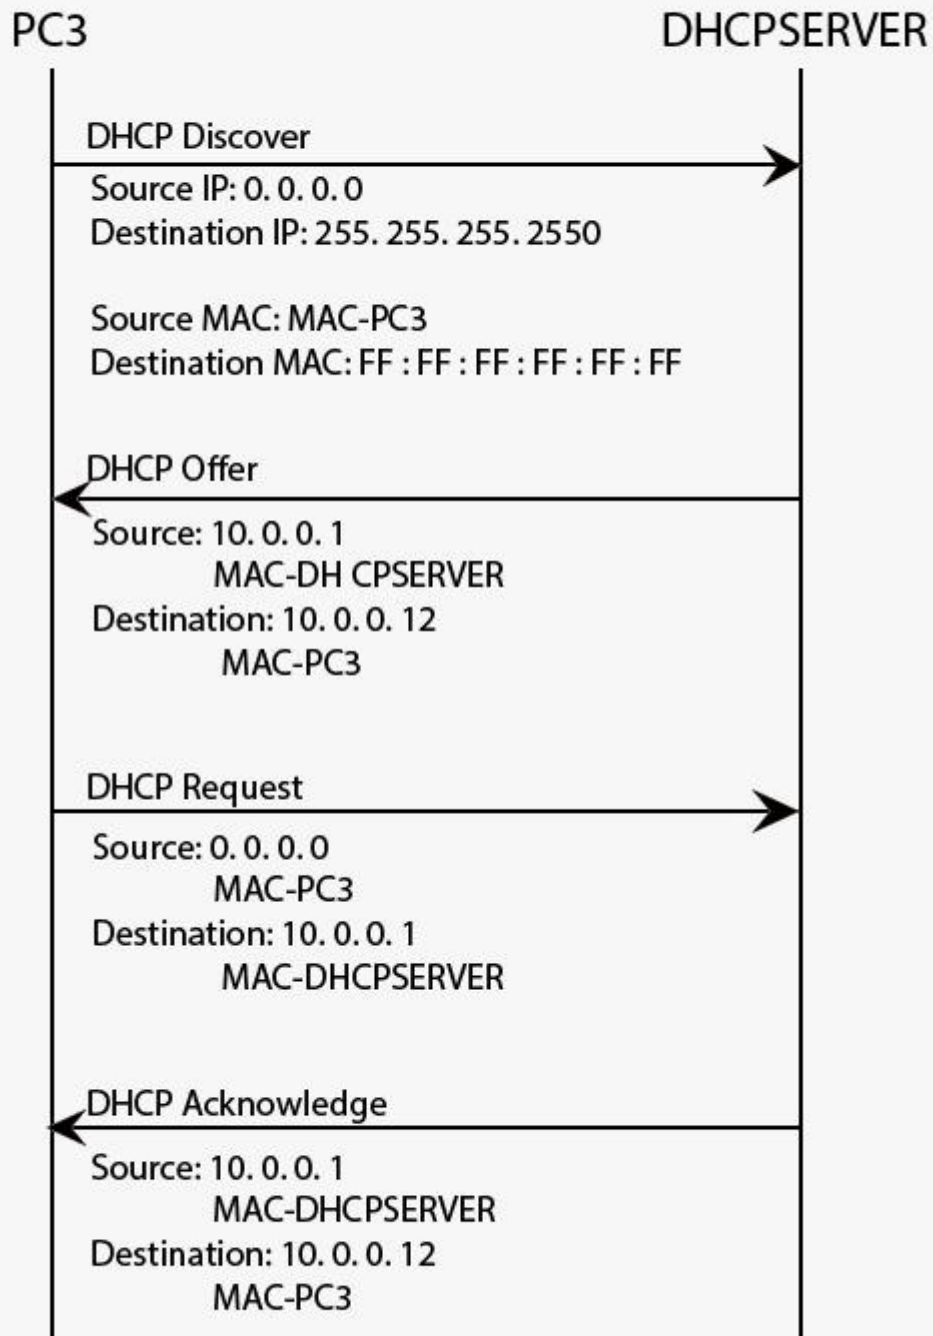 PC3
DHCPSERVER
DHCP Discover
Source IP: 0. 0. 0. 0
Destination IP: 255. 255. 255. 2550
Source MAC: MAC-PC3
Destination MAC: FF : FF : FF : FF : FF : FF
DHCP Offer
Source: 10. 0. 0. 1
MAC-DH CPSERVER
Destination: 10. 0. 0. 12
MAC-PC3
DHCP Request
Source: 0. 0. 0. 0
MAC-PC3
Destination: 10. 0. 0. 1
MAC-DHCPSERVER
DHCP Acknowledge
Source: 10. 0. 0. 1
MAC-DHCPSERVER
Destination: 10. 0. 0. 12
MAC-PC3